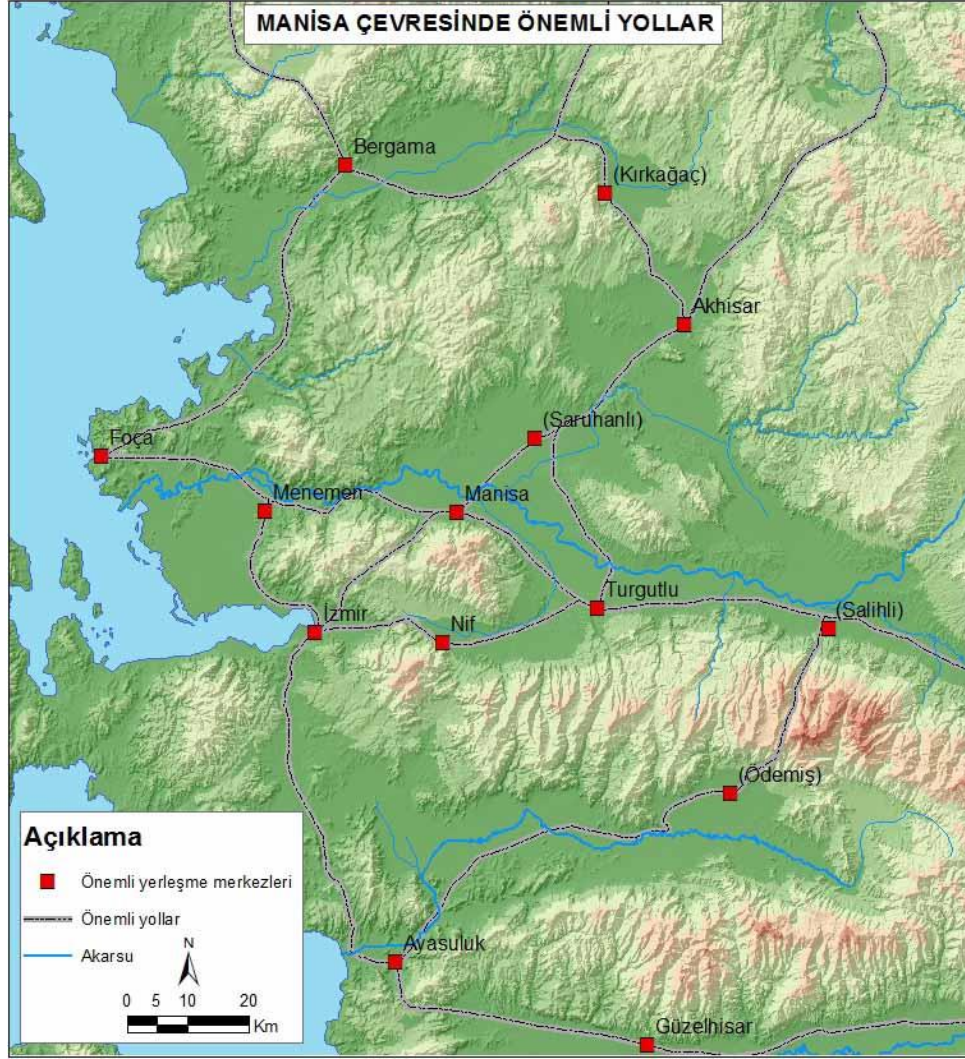 MANİSA ÇEVRESİNDE ÖNEMLİ YOLLAR
Bergama
(Kırkağaç)
Akhisar
(Saruhanlı)
Foça
Menemen
Manisa
Turgutlu
İzmir
Nif
(Salihli)
(Ödemiş)
Açıklama
Önemli yerleşme merkezleri
Önemli yollar
Akarsu
N
0 5 10 20
Km
Ayasuluk
Güzelhisar